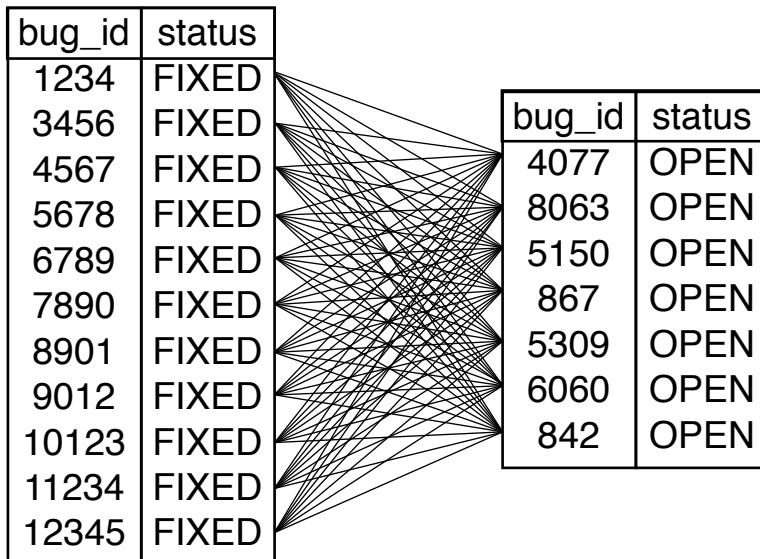 bug_id status
1234 FIXED
3456 FIXED
4567 FIXED
5678 FIXED
6789 FIXED
7890 FIXED
8901 FIXED
9012 FIXED
10123 FIXED
11234 FIXED
12345 FIXED
bug_id status
4077 OPEN
8063 OPEN
5150 OPEN
867 OPEN
5309 OPEN
6060 OPEN
842 OPEN